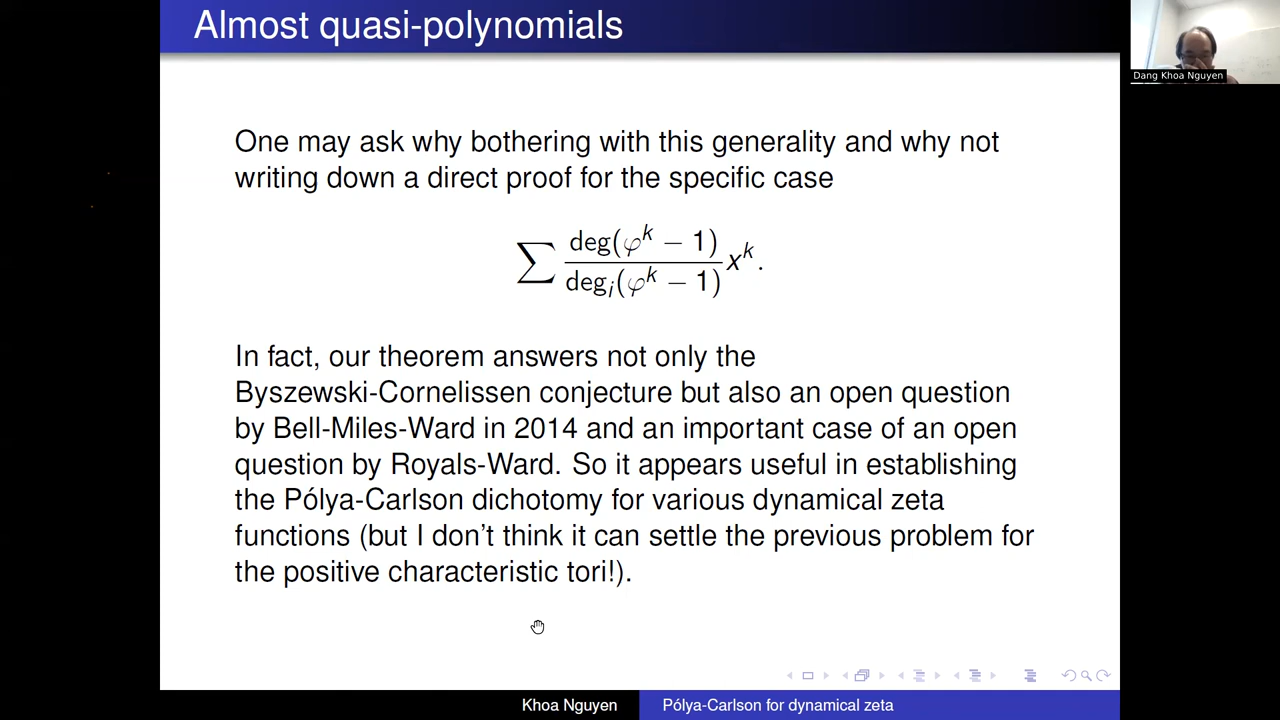 Almost quasi-polynomials
Dang Khoa Nguyen
One may ask why bothering with this generality and why not
writing down a direct proof for the specific case
∑ deg(φ^k − 1) / deg_i(φ^k − 1) x^k.
In fact, our theorem answers not only the
Byszewski-Cornelissen conjecture but also an open question
by Bell-Miles-Ward in 2014 and an important case of an open
question by Royals-Ward. So it appears useful in establishing
the Pólya-Carlson dichotomy for various dynamical zeta
functions (but I don't think it can settle the previous problem for
the positive characteristic tori!).
Khoa Nguyen
Pólya-Carlson for dynamical zeta